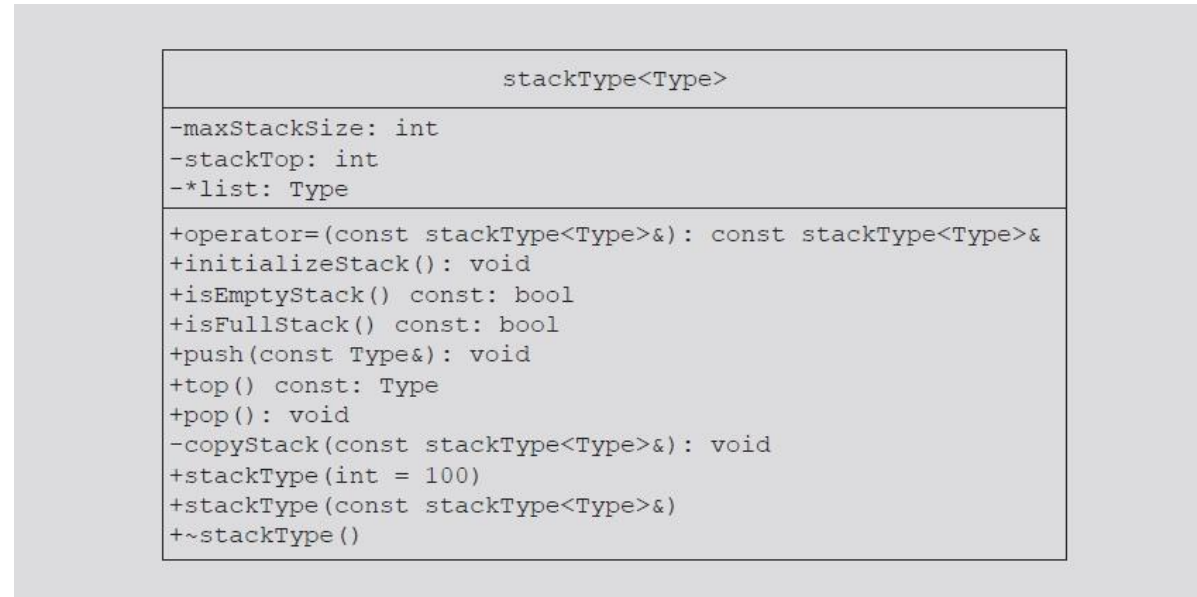 stackType<Type>
-maxStackSize: int
-stackTop: int
-*list: Type
+operator=(const stackType<Type>&): const stackType<Type>&
+initializeStack(): void
+isEmptyStack() const: bool
+isFullStack() const: bool
+push(const Type&): void
+top() const: Type
+pop(): void
-copyStack(const stackType<Type>&): void
+stackType(int = 100)
+stackType(const stackType<Type>&)
+~stackType()